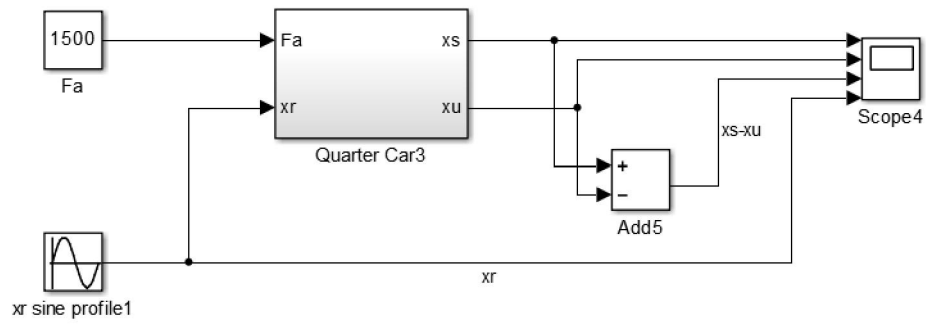 1500
Fa
Fa
xr
xs
xu
Quarter Car3
Scope4
xs-xu
+
−
Add5
xr
xr sine profile1